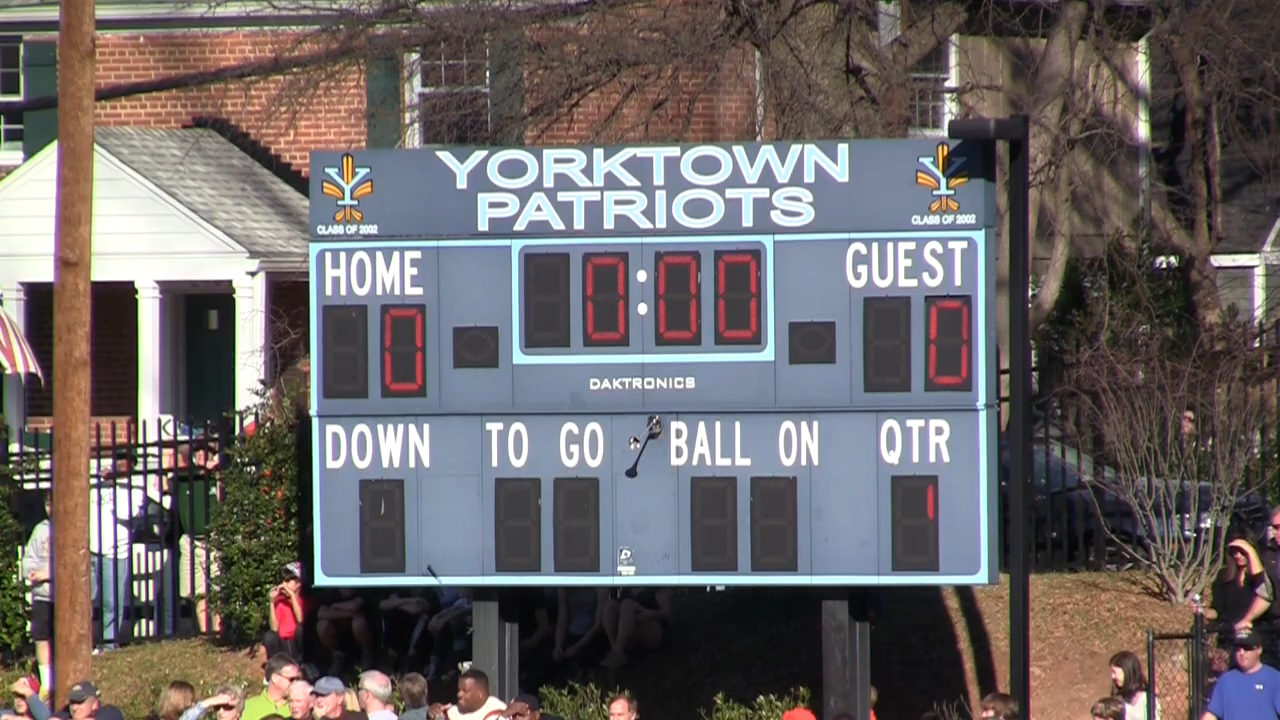 YORKTOWN
PATRIOTS
Y
CLASS OF 2002
Y
CLASS OF 2002
HOME
0
0:00
GUEST
0
DAKTRONICS
DOWN TO GO BALL ON QTR
1